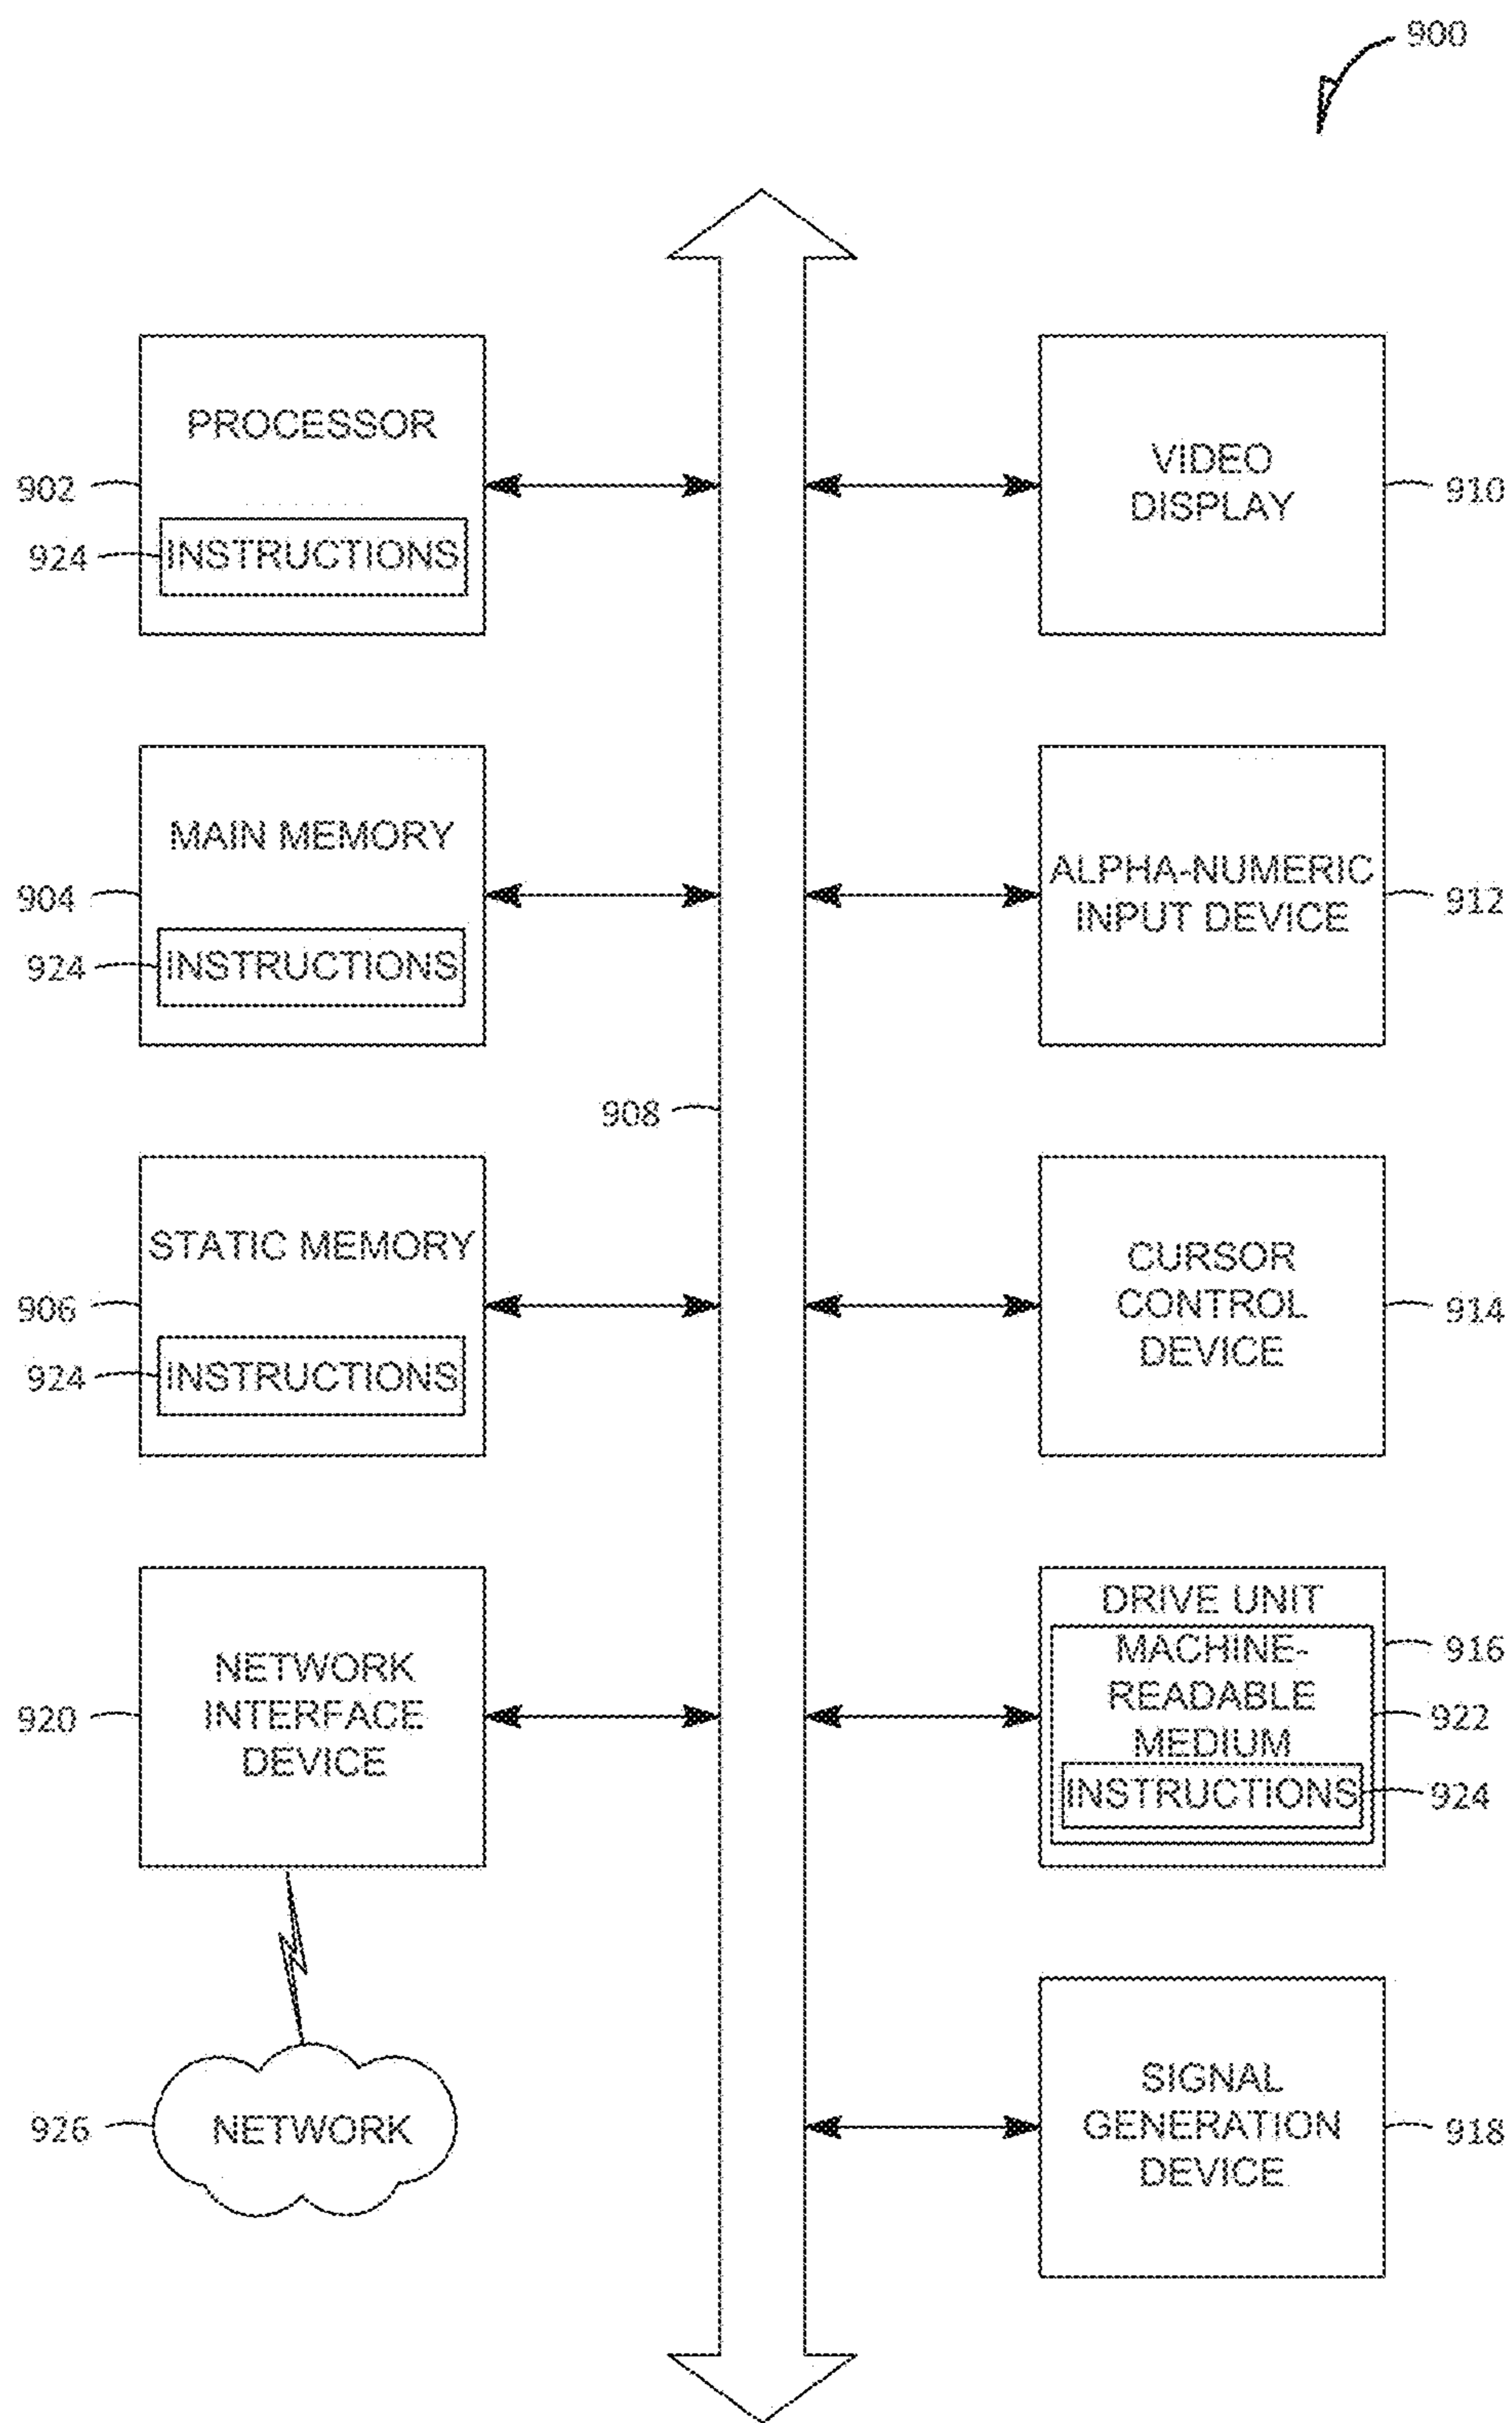 900
PROCESSOR
902
924
INSTRUCTIONS
VIDEO
DISPLAY
910
MAIN MEMORY
904
924
INSTRUCTIONS
ALPHA-NUMERIC
INPUT DEVICE
912
908
STATIC MEMORY
906
924
INSTRUCTIONS
CURSOR
CONTROL
DEVICE
914
NETWORK
INTERFACE
DEVICE
920
DRIVE UNIT
916
MACHINE-
READABLE
MEDIUM
922
INSTRUCTIONS
924
926
NETWORK
SIGNAL
GENERATION
DEVICE
918